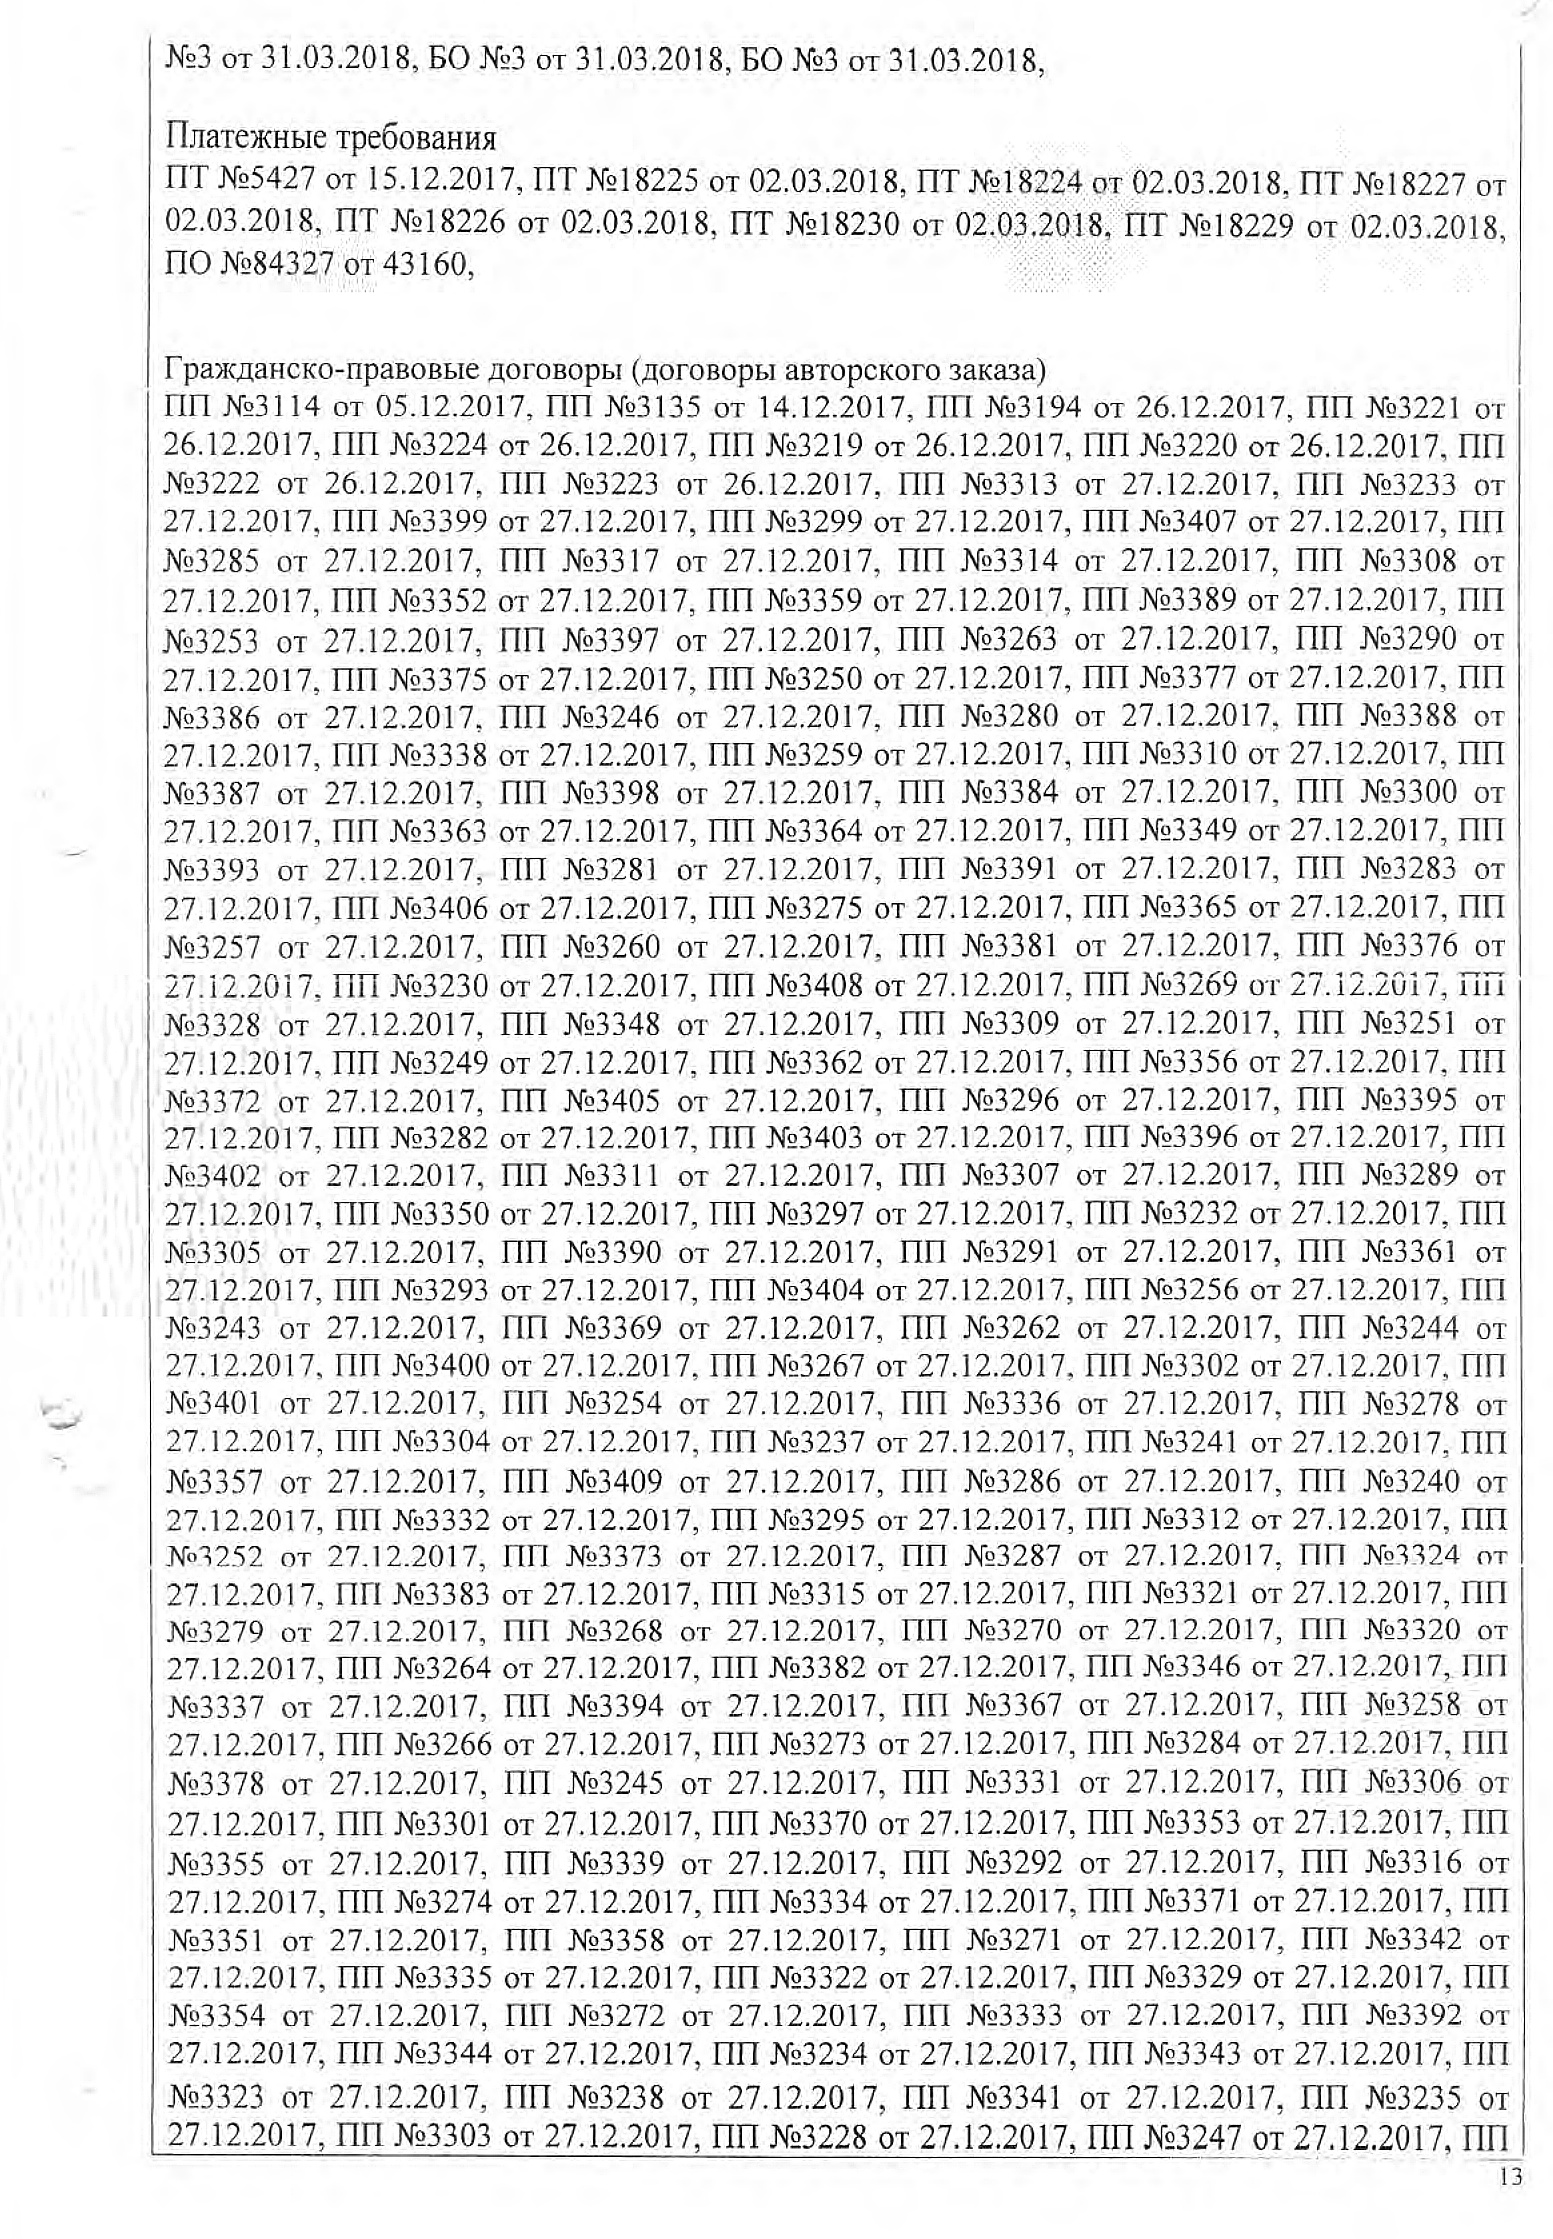 №3 от 31.03.2018, БО №3 от 31.03.2018, БО №3 от 31.03.2018,
Платежные требования
ПТ №5427 от 15.12.2017, ПТ №18225 от 02.03.2018, ПТ №18224 от 02.03.2018, ПТ №18227 от
02.03.2018, ПТ №18226 от 02.03.2018, ПТ №18230 от 02.03.2018, ПТ №18229 от 02.03.2018,
ПО №84327 от 43160,
Гражданско-правовые договоры (договоры авторского заказа)
ПП №3114 от 05.12.2017, ПП №3135 от 14.12.2017, ПП №3194 от 26.12.2017, ПП №3221 от
26.12.2017, ПП №3224 от 26.12.2017, ПП №3219 от 26.12.2017, ПП №3220 от 26.12.2017, ПП
№3222 от 26.12.2017, ПП №3223 от 26.12.2017, ПП №3313 от 27.12.2017, ПП №3233 от
27.12.2017, ПП №3399 от 27.12.2017, ПП №3299 от 27.12.2017, ПП №3407 от 27.12.2017, ПП
№3285 от 27.12.2017, ПП №3317 от 27.12.2017, ПП №3314 от 27.12.2017, ПП №3308 от
27.12.2017, ПП №3352 от 27.12.2017, ПП №3359 от 27.12.2017, ПП №3389 от 27.12.2017, ПП
№3253 от 27.12.2017, ПП №3397 от 27.12.2017, ПП №3263 от 27.12.2017, ПП №3290 от
27.12.2017, ПП №3375 от 27.12.2017, ПП №3250 от 27.12.2017, ПП №3377 от 27.12.2017, ПП
№3386 от 27.12.2017, ПП №3246 от 27.12.2017, ПП №3280 от 27.12.2017, ПП №3388 от
27.12.2017, ПП №3338 от 27.12.2017, ПП №3259 от 27.12.2017, ПП №3310 от 27.12.2017, ПП
№3387 от 27.12.2017, ПП №3398 от 27.12.2017, ПП №3384 от 27.12.2017, ПП №3300 от
27.12.2017, ПП №3363 от 27.12.2017, ПП №3364 от 27.12.2017, ПП №3349 от 27.12.2017, ПП
№3393 от 27.12.2017, ПП №3281 от 27.12.2017, ПП №3391 от 27.12.2017, ПП №3283 от
27.12.2017, ПП №3406 от 27.12.2017, ПП №3275 от 27.12.2017, ПП №3365 от 27.12.2017, ПП
№3257 от 27.12.2017, ПП №3260 от 27.12.2017, ПП №3381 от 27.12.2017, ПП №3376 от
27.12.2017, ПП №3230 от 27.12.2017, ПП №3408 от 27.12.2017, ПП №3269 от 27.12.2017, ПП
№3328 от 27.12.2017, ПП №3348 от 27.12.2017, ПП №3309 от 27.12.2017, ПП №3251 от
27.12.2017, ПП №3249 от 27.12.2017, ПП №3362 от 27.12.2017, ПП №3356 от 27.12.2017, ПП
№3372 от 27.12.2017, ПП №3405 от 27.12.2017, ПП №3296 от 27.12.2017, ПП №3395 от
27.12.2017, ПП №3282 от 27.12.2017, ПП №3403 от 27.12.2017, ПП №3396 от 27.12.2017, ПП
№3402 от 27.12.2017, ПП №3311 от 27.12.2017, ПП №3307 от 27.12.2017, ПП №3289 от
27.12.2017, ПП №3350 от 27.12.2017, ПП №3297 от 27.12.2017, ПП №3232 от 27.12.2017, ПП
№3305 от 27.12.2017, ПП №3390 от 27.12.2017, ПП №3291 от 27.12.2017, ПП №3361 от
27.12.2017, ПП №3293 от 27.12.2017, ПП №3404 от 27.12.2017, ПП №3256 от 27.12.2017, ПП
№3243 от 27.12.2017, ПП №3369 от 27.12.2017, ПП №3262 от 27.12.2017, ПП №3244 от
27.12.2017, ПП №3400 от 27.12.2017, ПП №3267 от 27.12.2017, ПП №3302 от 27.12.2017, ПП
№3401 от 27.12.2017, ПП №3254 от 27.12.2017, ПП №3336 от 27.12.2017, ПП №3278 от
27.12.2017, ПП №3304 от 27.12.2017, ПП №3237 от 27.12.2017, ПП №3241 от 27.12.2017, ПП
№3357 от 27.12.2017, ПП №3409 от 27.12.2017, ПП №3286 от 27.12.2017, ПП №3240 от
27.12.2017, ПП №3332 от 27.12.2017, ПП №3295 от 27.12.2017, ПП №3312 от 27.12.2017, ПП
№3252 от 27.12.2017, ПП №3373 от 27.12.2017, ПП №3287 от 27.12.2017, ПП №3324 от
27.12.2017, ПП №3383 от 27.12.2017, ПП №3315 от 27.12.2017, ПП №3321 от 27.12.2017, ПП
№3279 от 27.12.2017, ПП №3268 от 27.12.2017, ПП №3270 от 27.12.2017, ПП №3320 от
27.12.2017, ПП №3264 от 27.12.2017, ПП №3382 от 27.12.2017, ПП №3346 от 27.12.2017, ПП
№3337 от 27.12.2017, ПП №3394 от 27.12.2017, ПП №3367 от 27.12.2017, ПП №3258 от
27.12.2017, ПП №3266 от 27.12.2017, ПП №3273 от 27.12.2017, ПП №3284 от 27.12.2017, ПП
№3378 от 27.12.2017, ПП №3245 от 27.12.2017, ПП №3331 от 27.12.2017, ПП №3306 от
27.12.2017, ПП №3301 от 27.12.2017, ПП №3370 от 27.12.2017, ПП №3353 от 27.12.2017, ПП
№3355 от 27.12.2017, ПП №3339 от 27.12.2017, ПП №3292 от 27.12.2017, ПП №3316 от
27.12.2017, ПП №3274 от 27.12.2017, ПП №3334 от 27.12.2017, ПП №3371 от 27.12.2017, ПП
№3351 от 27.12.2017, ПП №3358 от 27.12.2017, ПП №3271 от 27.12.2017, ПП №3342 от
27.12.2017, ПП №3335 от 27.12.2017, ПП №3322 от 27.12.2017, ПП №3329 от 27.12.2017, ПП
№3354 от 27.12.2017, ПП №3272 от 27.12.2017, ПП №3333 от 27.12.2017, ПП №3392 от
27.12.2017, ПП №3344 от 27.12.2017, ПП №3234 от 27.12.2017, ПП №3343 от 27.12.2017, ПП
№3323 от 27.12.2017, ПП №3238 от 27.12.2017, ПП №3341 от 27.12.2017, ПП №3235 от
27.12.2017, ПП №3303 от 27.12.2017, ПП №3228 от 27.12.2017, ПП №3247 от 27.12.2017, ПП
13